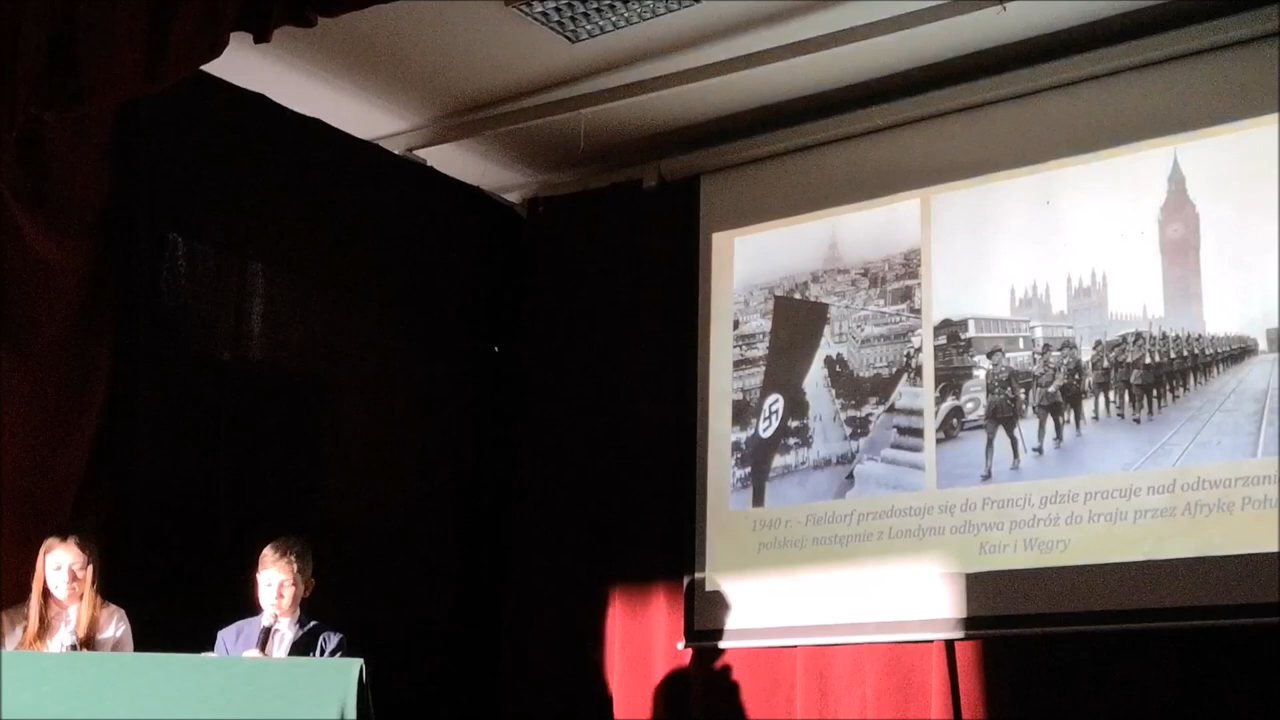 1940 r. - Fieldorf przedostaje się do Francji, gdzie pracuje nad odtwarzani
polskiej; następnie z Londynu odbywa podróż do kraju przez Afrykę Połu
Kair i Węgry